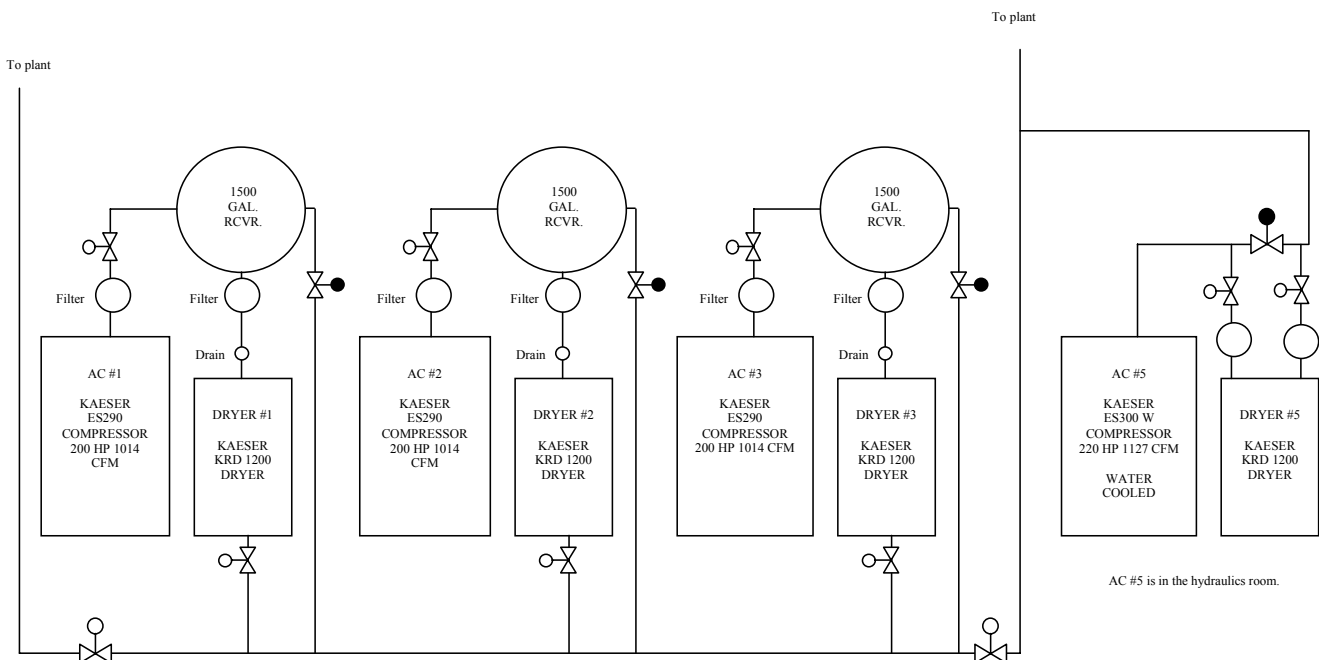 To plant
To plant
1500
GAL.
RCVR.
1500
GAL.
RCVR.
1500
GAL.
RCVR.
Filter
Filter
Filter
Filter
Filter
Filter
Drain
Drain
Drain
AC #1
KAESER
ES290
COMPRESSOR
200 HP 1014
CFM
DRYER #1
KAESER
KRD 1200
DRYER
AC #2
KAESER
ES290
COMPRESSOR
200 HP 1014
CFM
DRYER #2
KAESER
KRD 1200
DRYER
AC #3
KAESER
ES290
COMPRESSOR
200 HP 1014 CFM
DRYER #3
KAESER
KRD 1200
DRYER
AC #5
KAESER
ES300 W
COMPRESSOR
220 HP 1127 CFM
WATER
COOLED
DRYER #5
KAESER
KRD 1200
DRYER
AC #5 is in the hydraulics room.